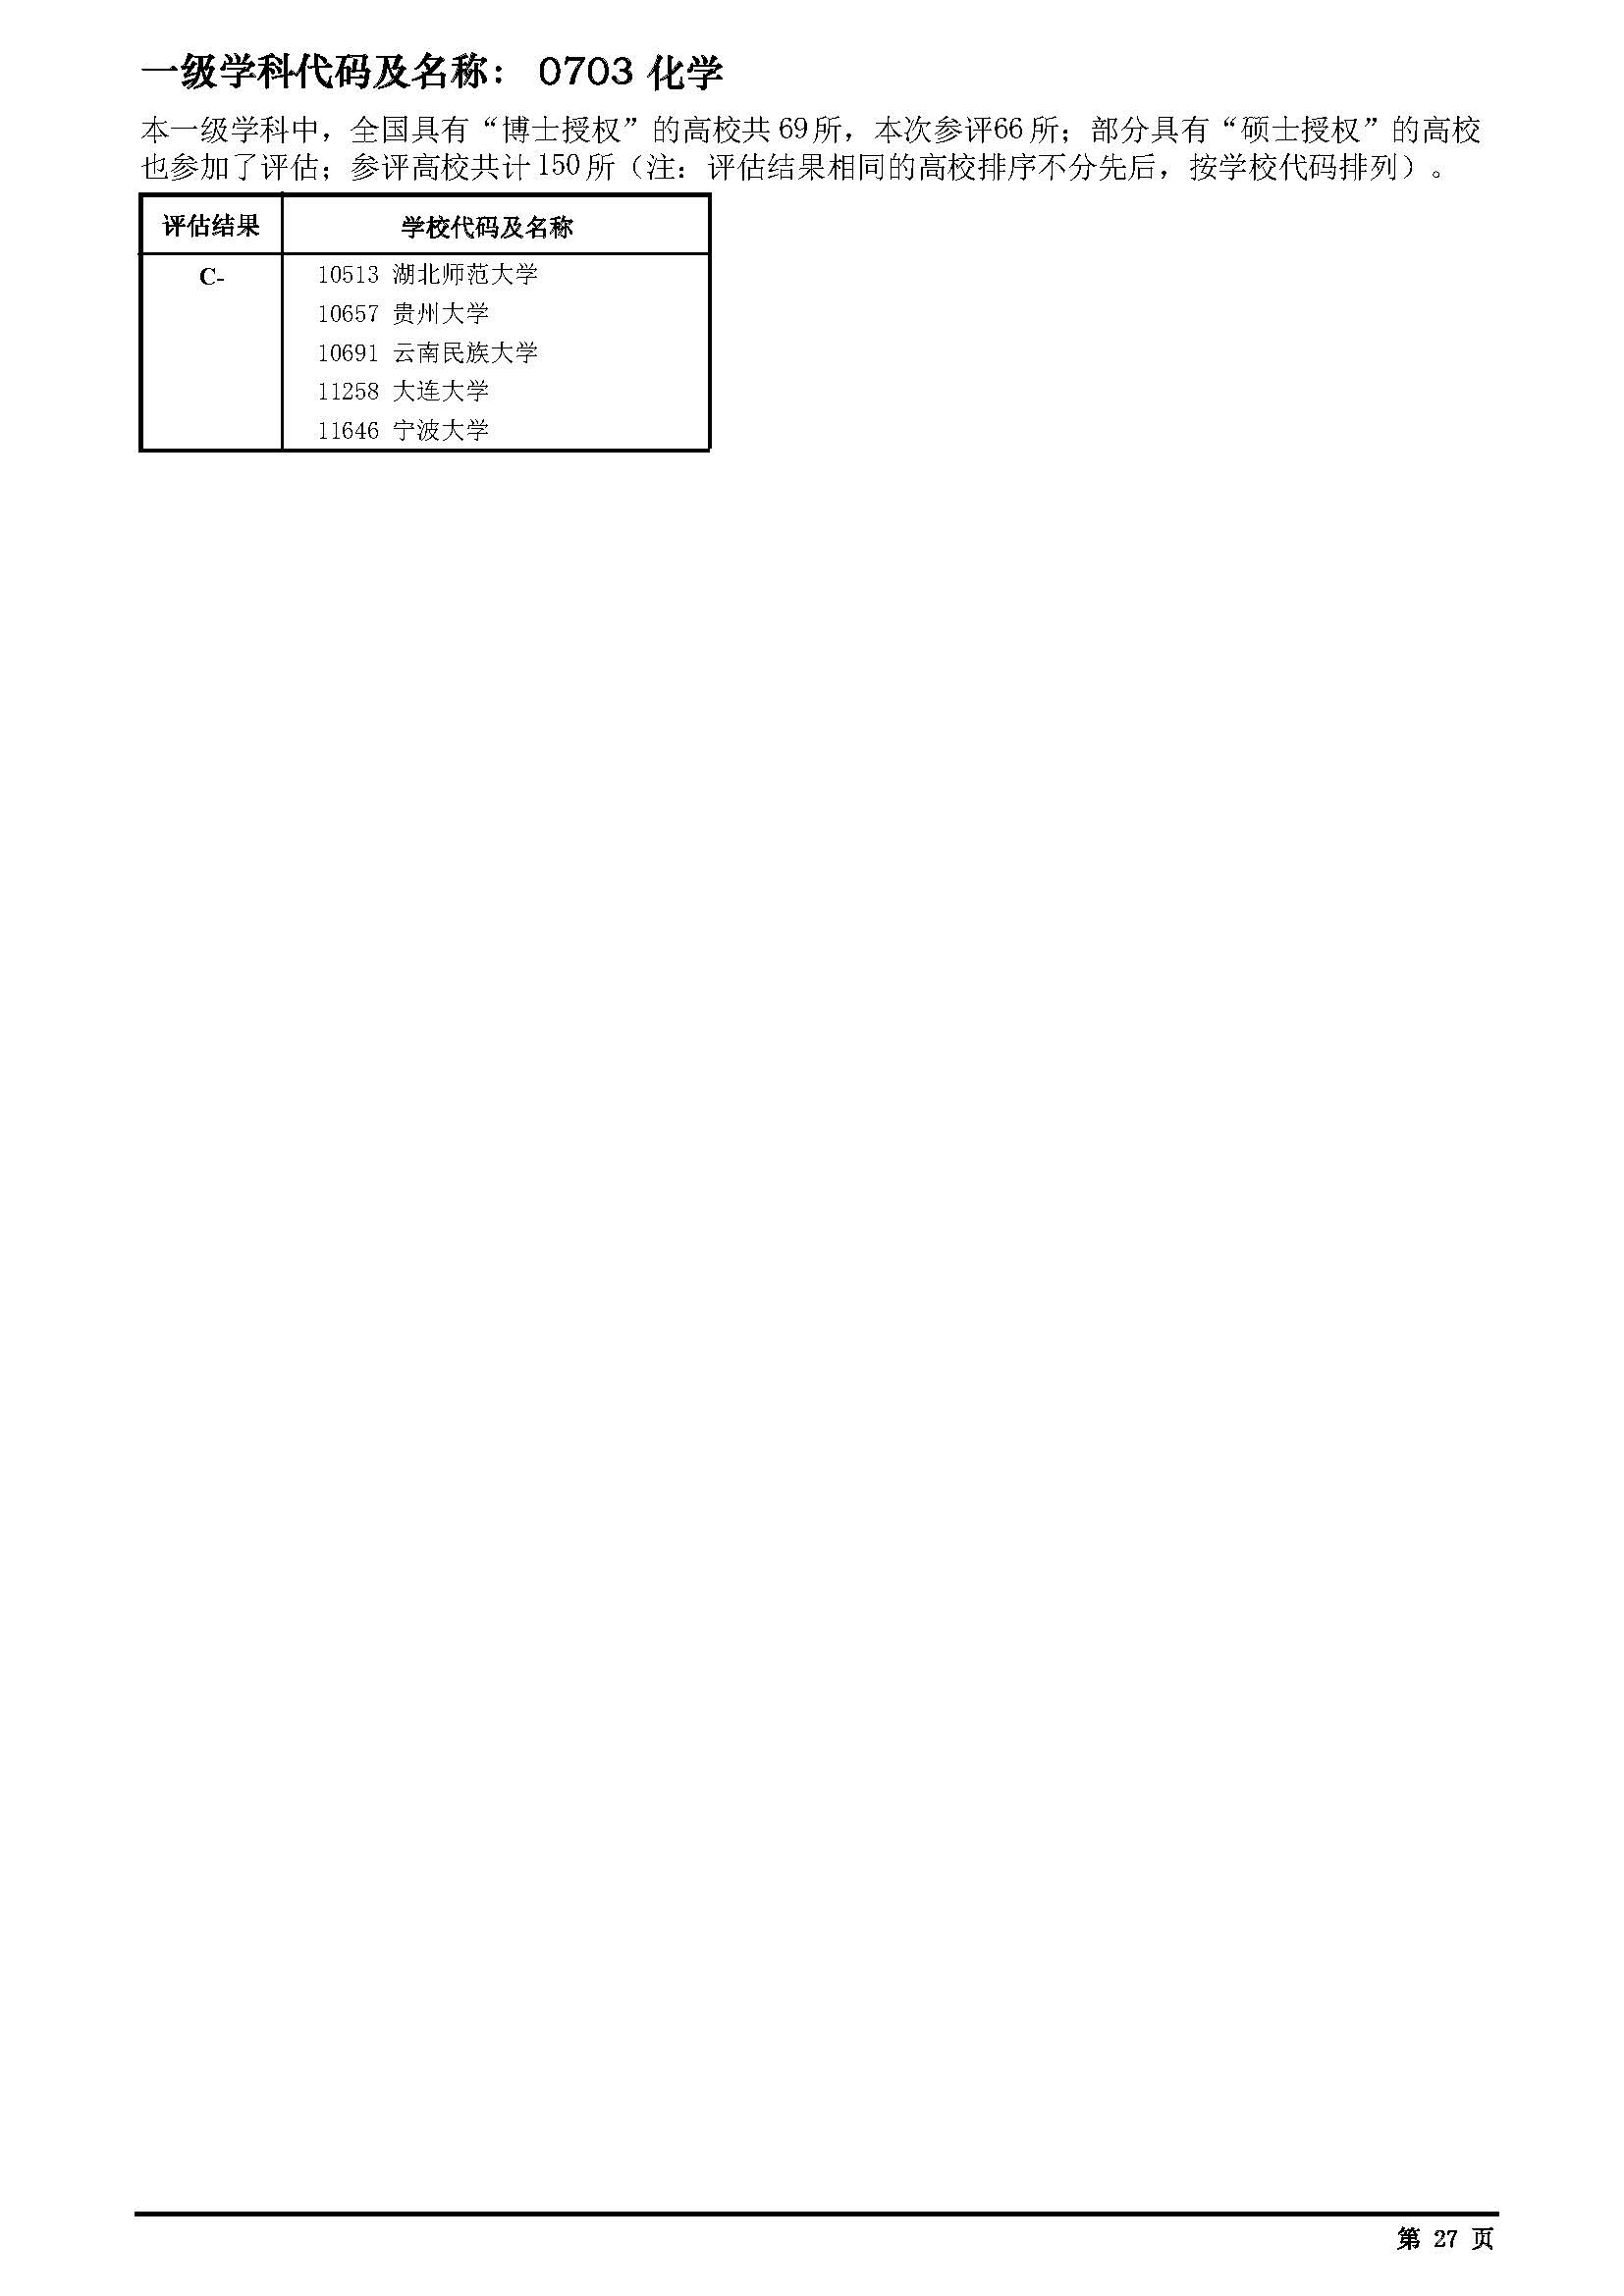 一级学科代码及名称： 0703 化学
本一级学科中，全国具有“博士授权”的高校共 69 所，本次参评66 所；部分具有“硕士授权”的高校
也参加了评估；参评高校共计 150 所（注：评估结果相同的高校排序不分先后，按学校代码排列）。
评估结果 学校代码及名称
C- 10513 湖北师范大学
10657 贵州大学
10691 云南民族大学
11258 大连大学
11646 宁波大学
第 27 页